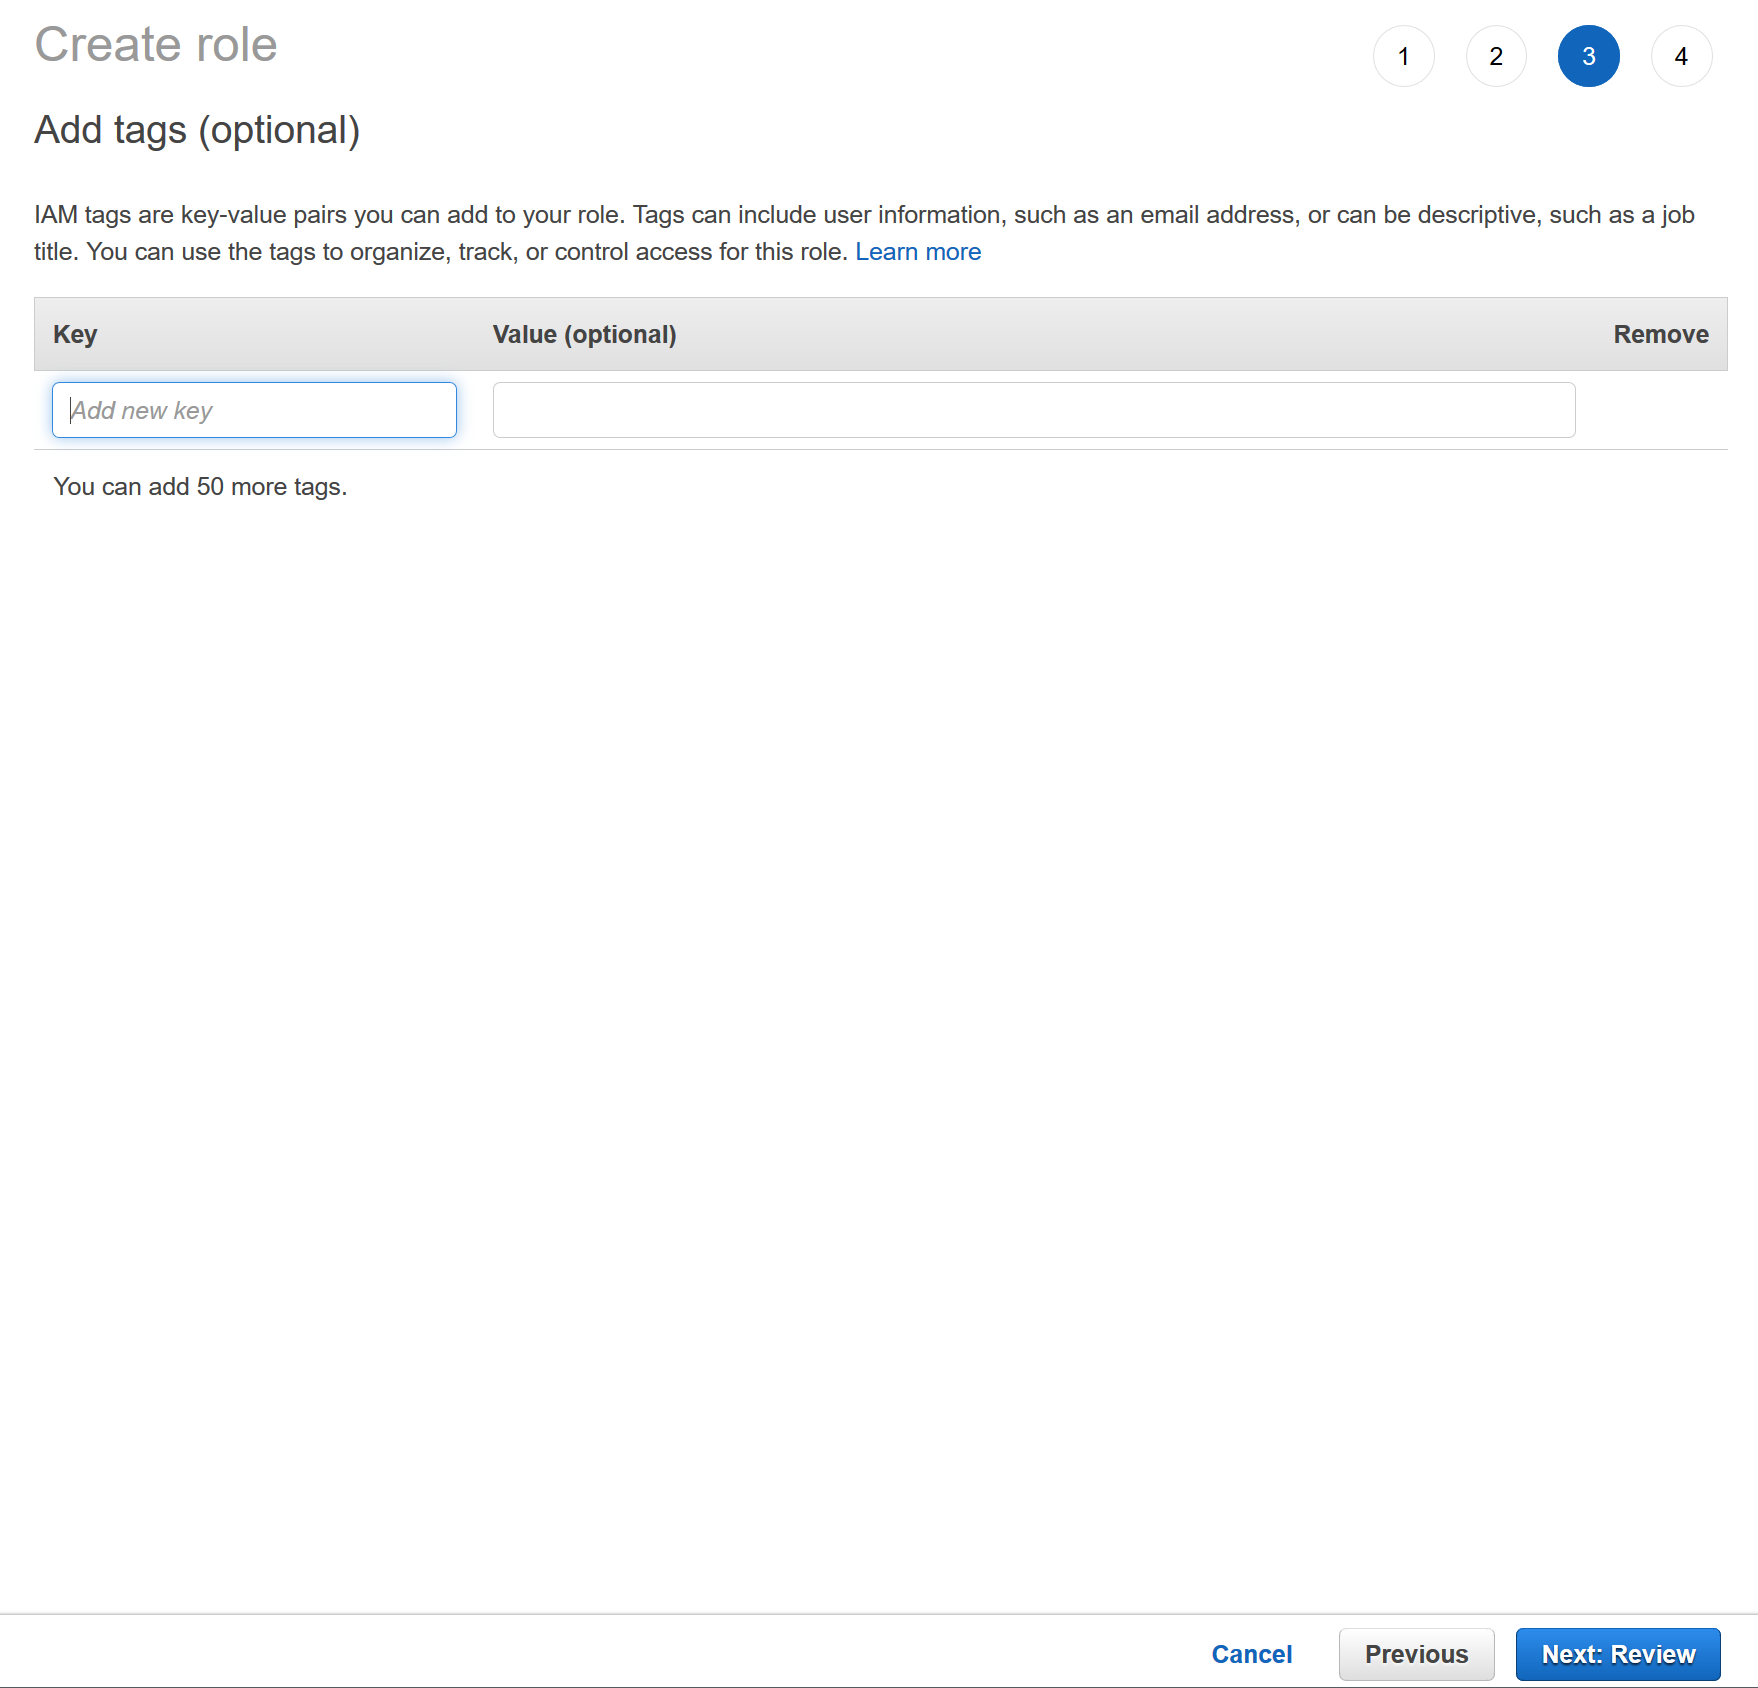 Create role
1 2 3 4
Add tags (optional)
IAM tags are key-value pairs you can add to your role. Tags can include user information, such as an email address, or can be descriptive, such as a job
title. You can use the tags to organize, track, or control access for this role. Learn more
Key Value (optional) Remove
Add new key
You can add 50 more tags.
Cancel Previous Next: Review